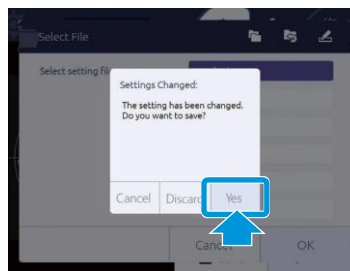 Select File
Select setting file
Settings Changed:
The setting has been changed.
Do you want to save?
Cancel
Discard
Yes
Cancel
OK